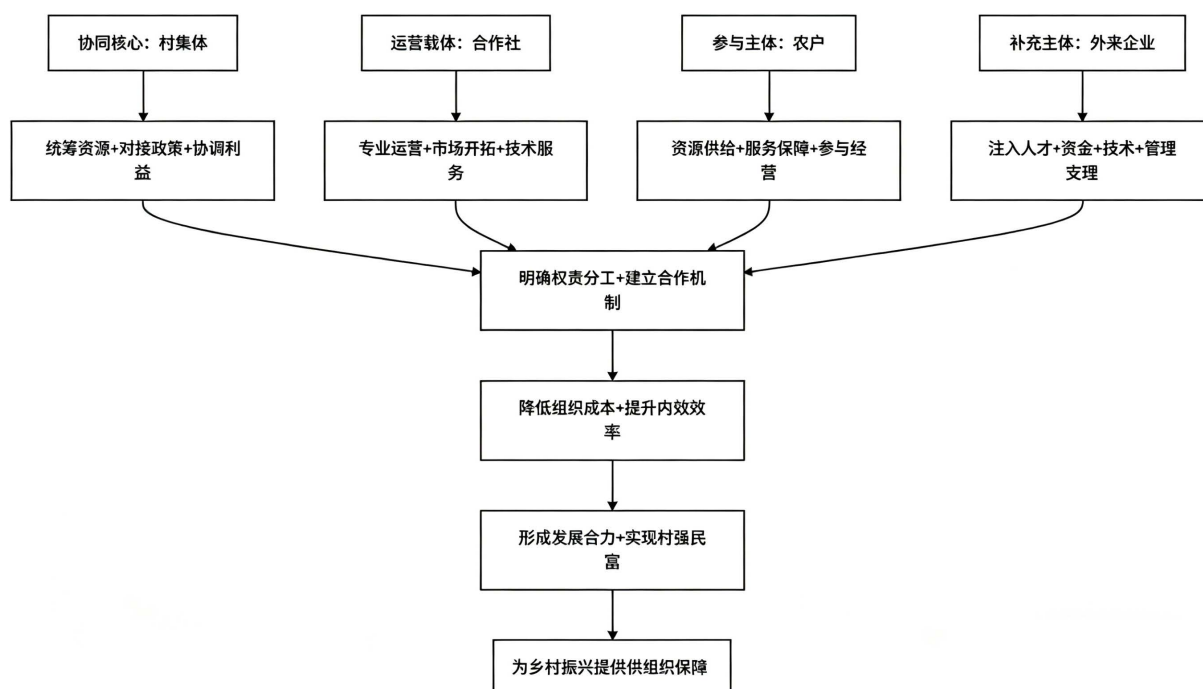 协同核心：村集体
运营载体：合作社
参与主体：农户
补充主体：外来企业
统筹资源+对接政策+协调利
益
专业运营+市场开拓+技术服
务
资源供给+服务保障+参与经
营
注入人才+资金+技术+管理
支理
明确权责分工+建立合作机
制
降低组织成本+提升内效效
率
形成发展合力+实现村强民
富
为乡村振兴提供供组织保障